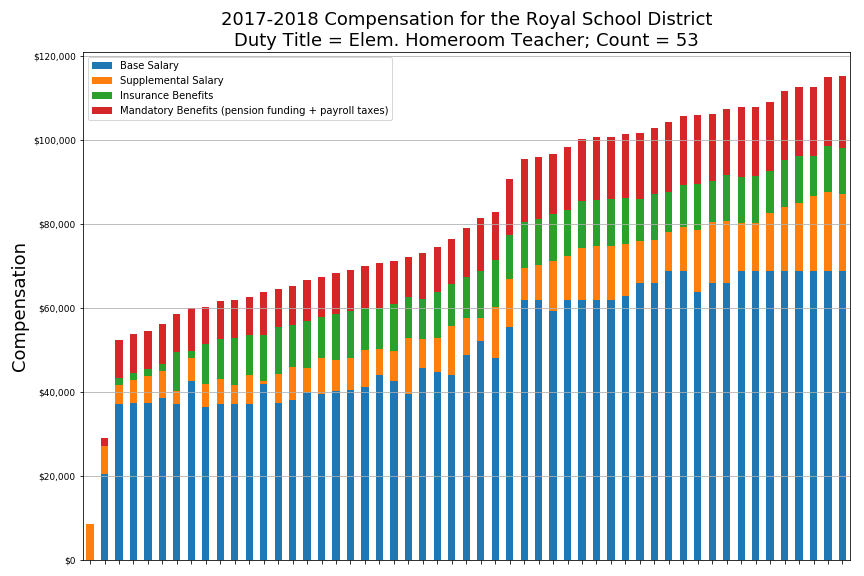 2017-2018 Compensation for the Royal School District
Duty Title = Elem. Homeroom Teacher; Count = 53
$120,000
Base Salary
Supplemental Salary
Insurance Benefits
Mandatory Benefits (pension funding + payroll taxes)
$100,000
$80,000
Compensation
$60,000
$40,000
$20,000
$0